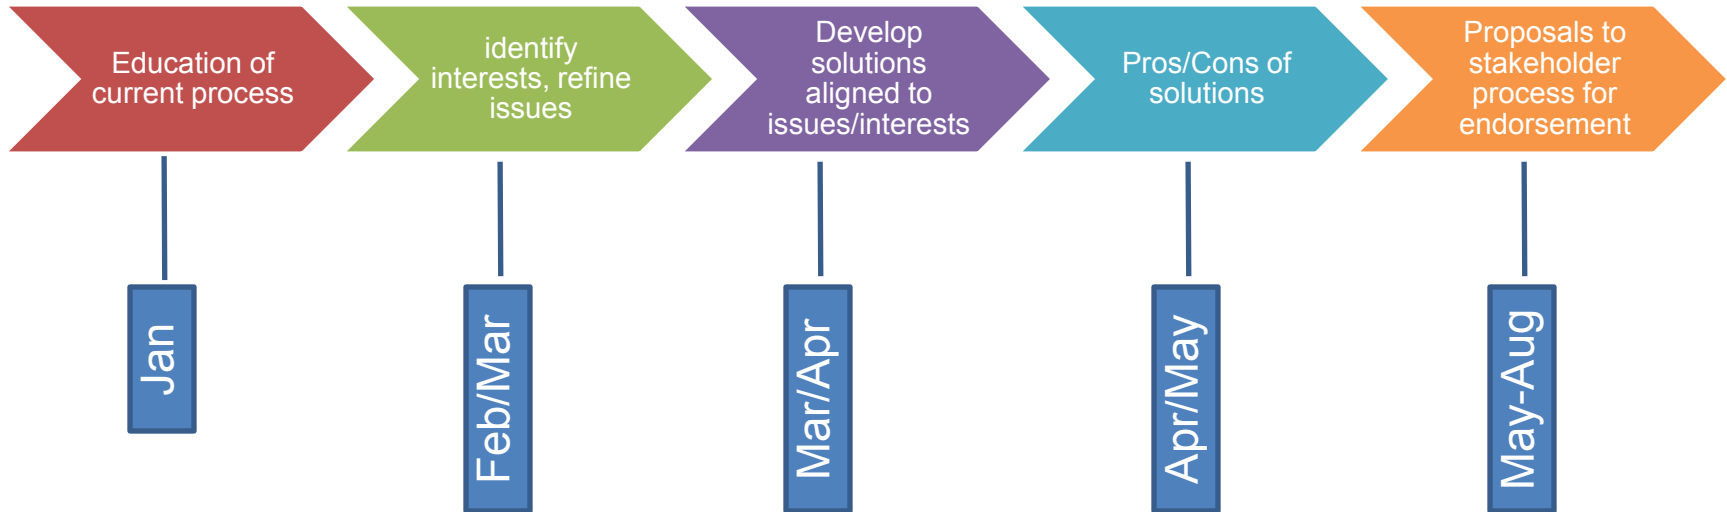 Education of
current process
identify
interests, refine
issues
Develop
solutions
aligned to
issues/interests
Pros/Cons of
solutions
Proposals to
stakeholder
process for
endorsement
Jan
Feb/Mar
Mar/Apr
Apr/May
May-Aug